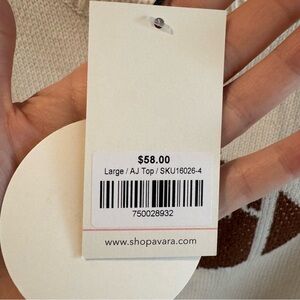 $58.00
Large / AJ Top / SKU16026-4
750028932
www.shopavara.com